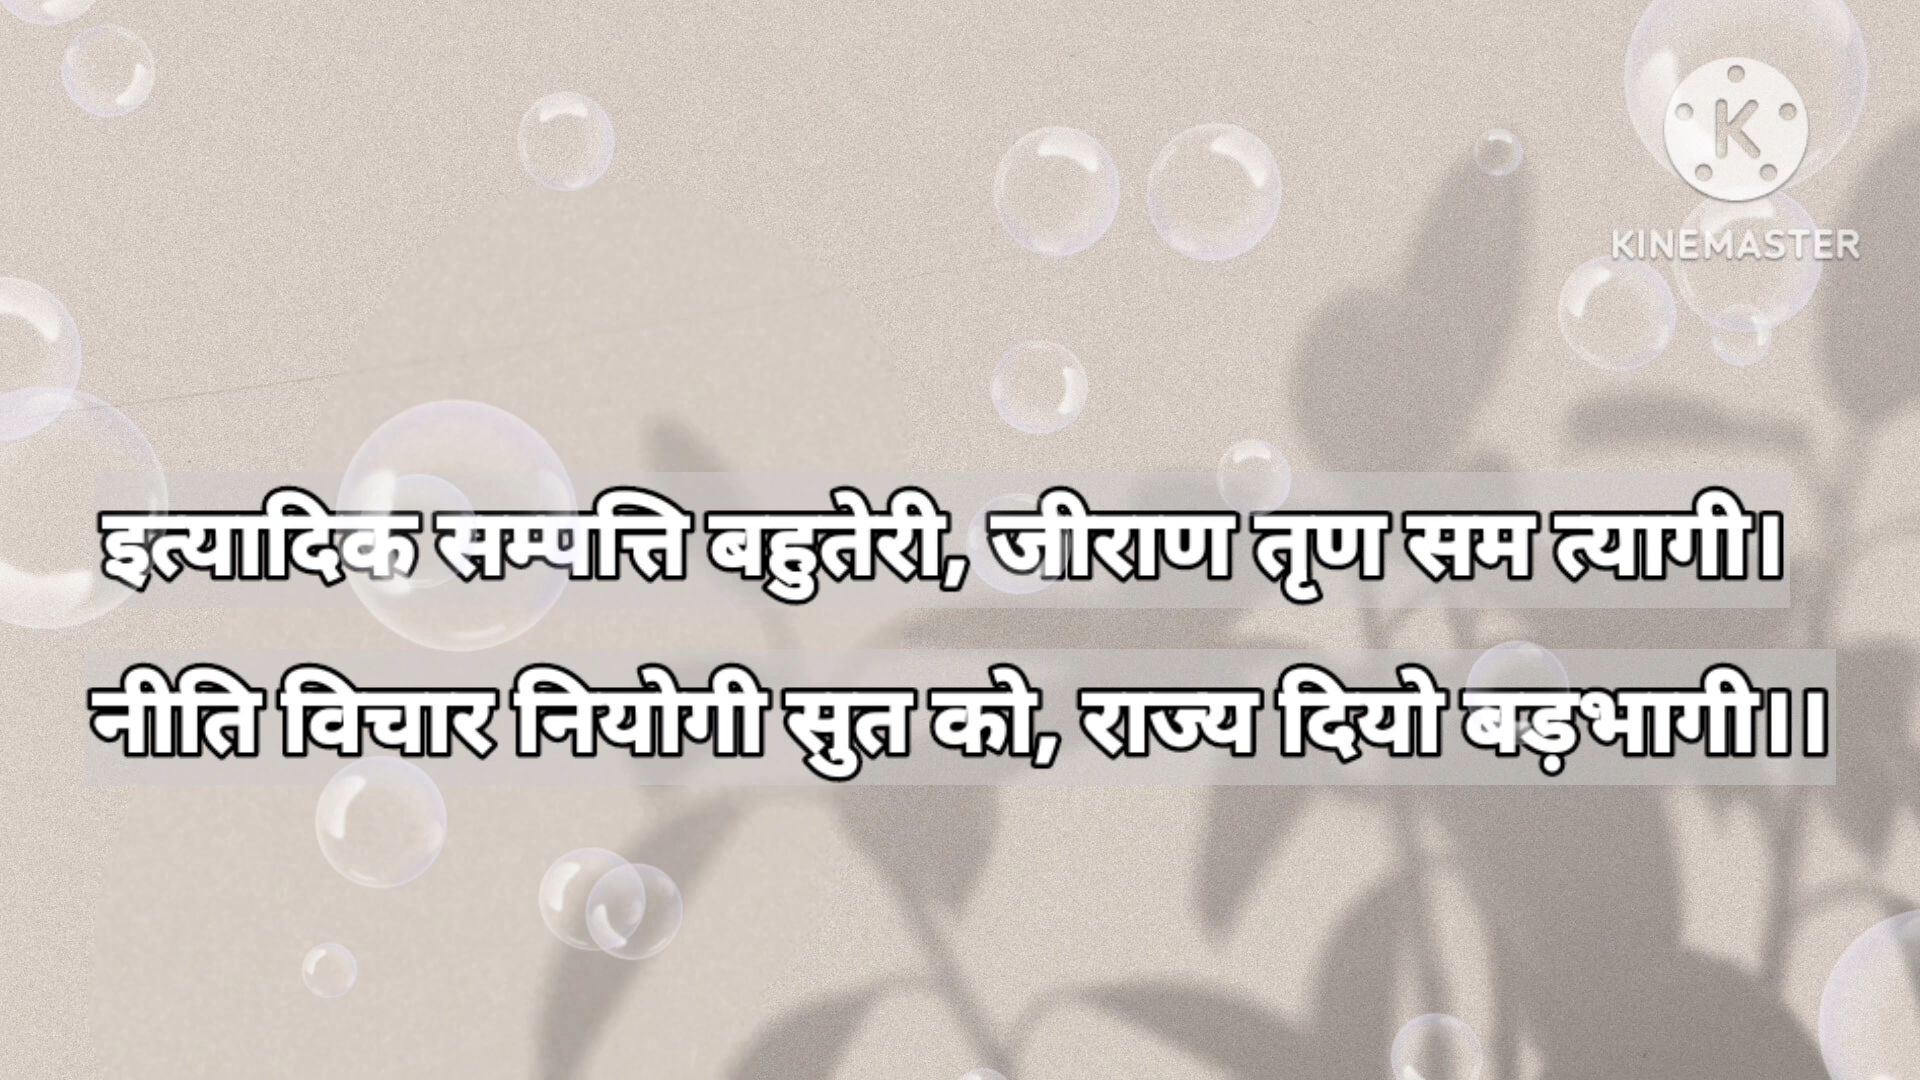 KINEMASTER
इत्यादिक सम्पत्ति बहुतेरी, जीराण तृण सम त्यागी।
नीति विचार नियोगी सुत को, राज्य दियो बड़भागी।।